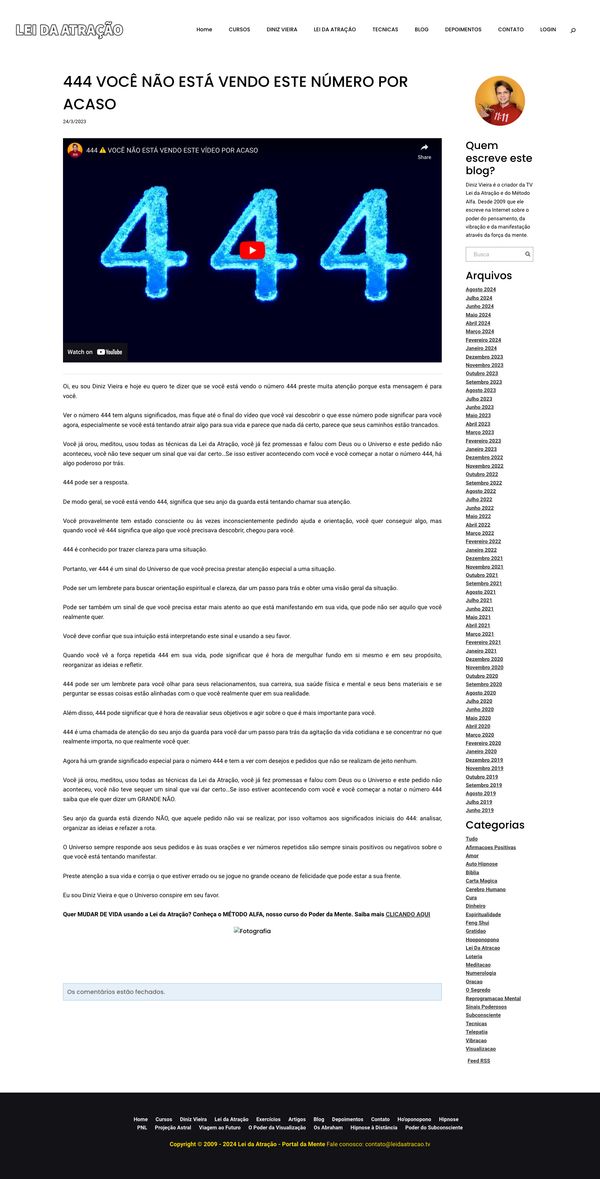 LEI DA ATRAÇÃO
Home CURSOS DINIZ VIEIRA LEI DA ATRAÇÃO TECNICAS BLOG DEPOIMENTOS CONTATO LOGIN
444 VOCÊ NÃO ESTÁ VENDO ESTE NÚMERO POR
ACASO
24/3/2023
444 ⚠ VOCÊ NÃO ESTÁ VENDO ESTE VÍDEO POR ACASO
Share
4 4 4
Watch on YouTube
Oi, eu sou Diniz Vieira e hoje eu quero te dizer que se você está vendo o número 444 preste muita atenção porque esta mensagem é para
você.
Ver o número 444 tem alguns significados, mas fique até o final do vídeo que você vai descobrir o que esse número pode significar para você
agora, especialmente se você está tentando atrair algo para sua vida e parece que nada dá certo, parece que seus caminhos estão trancados.
Você já orou, meditou, usou todas as técnicas da Lei da Atração, você já fez promessas e falou com Deus ou o Universo e este pedido não
aconteceu, você não teve sequer um sinal que vai dar certo...Se isso estiver acontecendo com você e você começar a notar o número 444, há
algo poderoso por trás.
444 pode ser a resposta.
De modo geral, se você está vendo 444, significa que seu anjo da guarda está tentando chamar sua atenção.
Você provavelmente tem estado consciente ou às vezes inconscientemente pedindo ajuda e orientação, você quer conseguir algo, mas
quando você vê 444 significa que algo que você precisava descobrir, chegou para você.
444 é conhecido por trazer clareza para uma situação.
Portanto, ver 444 é um sinal do Universo de que você precisa prestar atenção especial a uma situação.
Pode ser um lembrete para buscar orientação espiritual e clareza, dar um passo para trás e obter uma visão geral da situação.
Pode ser também um sinal de que você precisa estar mais atento ao que está manifestando em sua vida, que pode não ser aquilo que você
realmente quer.
Você deve confiar que sua intuição está interpretando este sinal e usando a seu favor.
Quando você vê a força repetida 444 em sua vida, pode significar que é hora de mergulhar fundo em si mesmo e em seu propósito,
reorganizar as ideias e refletir.
444 pode ser um lembrete para você olhar para seus relacionamentos, sua carreira, sua saúde física e mental e seus bens materiais e se
perguntar se essas coisas estão alinhadas com o que você realmente quer em sua realidade.
Além disso, 444 pode significar que é hora de reavaliar seus objetivos e agir sobre o que é mais importante para você.
444 é uma chamada de atenção do seu anjo da guarda para você dar um passo para trás da agitação da vida cotidiana e se concentrar no que
realmente importa, no que realmente você quer.
Agora há um grande significado especial para o número 444 e tem a ver com desejos e pedidos que não se realizam de jeito nenhum.
Você já orou, meditou, usou todas as técnicas da Lei da Atração, você já fez promessas e falou com Deus ou o Universo e este pedido não
aconteceu, você não teve sequer um sinal que vai dar certo...Se isso estiver acontecendo com você e você começar a notar o número 444
saiba que ele quer dizer um GRANDE NÃO.
Seu anjo da guarda está dizendo NÃO, que aquele pedido não vai se realizar, por isso voltamos aos significados iniciais do 444: analisar,
organizar as ideias e refazer a rota.
O Universo sempre responde aos seus pedidos e às suas orações e ver números repetidos são sempre sinais positivos ou negativos sobre o
que você está tentando manifestar.
Preste atenção a sua vida e corrija o que estiver errado ou se jogue no grande oceano de felicidade que pode estar a sua frente.
Eu sou Diniz Vieira e que o Universo conspire em seu favor.
Quer MUDAR DE VIDA usando a Lei da Atração? Conheça o MÉTODO ALFA, nosso curso do Poder da Mente. Saiba mais CLICANDO AQUI
Fotografia
Os comentários estão fechados.
11:11
Quem
escreve este
blog?
Diniz Vieira é o criador da TV
Lei da Atração e do Método
Alfa. Desde 2009 que ele
escreve na Internet sobre o
poder do pensamento, da
vibração e da manifestação
através da força da mente.
Busca
Arquivos
Agosto 2024
Julho 2024
Junho 2024
Maio 2024
Abril 2024
Março 2024
Fevereiro 2024
Janeiro 2024
Dezembro 2023
Novembro 2023
Outubro 2023
Setembro 2023
Agosto 2023
Julho 2023
Junho 2023
Maio 2023
Abril 2023
Março 2023
Fevereiro 2023
Janeiro 2023
Dezembro 2022
Novembro 2022
Outubro 2022
Setembro 2022
Agosto 2022
Julho 2022
Junho 2022
Maio 2022
Abril 2022
Março 2022
Fevereiro 2022
Janeiro 2022
Dezembro 2021
Novembro 2021
Outubro 2021
Setembro 2021
Agosto 2021
Julho 2021
Junho 2021
Maio 2021
Abril 2021
Março 2021
Fevereiro 2021
Janeiro 2021
Dezembro 2020
Novembro 2020
Outubro 2020
Setembro 2020
Agosto 2020
Julho 2020
Junho 2020
Maio 2020
Abril 2020
Março 2020
Fevereiro 2020
Janeiro 2020
Dezembro 2019
Novembro 2019
Outubro 2019
Setembro 2019
Agosto 2019
Julho 2019
Junho 2019
Categorias
Tudo
Afirmacoes Positivas
Amor
Auto Hipnose
Bíblia
Carta Magica
Cerebro Humano
Cura
Dinheiro
Espiritualidade
Feng Shui
Gratidao
Hooponopono
Lei Da Atracao
Loteria
Meditacao
Numerologia
Oracao
O Segredo
Reprogramacao Mental
Sinais Poderosos
Subconsciente
Tecnicas
Telepatia
Vibracao
Visualizacao
Feed RSS
Home Cursos Diniz Vieira Lei da Atração Exercícios Artigos Blog Depoimentos Contato Ho'oponopono Hipnose
PNL Projeção Astral Viagem ao Futuro O Poder da Visualização Os Abraham Hipnose à Distância Poder do Subconsciente
Copyright © 2009 - 2024 Lei da Atração - Portal da Mente Fale conosco: contato@leidaatracao.tv